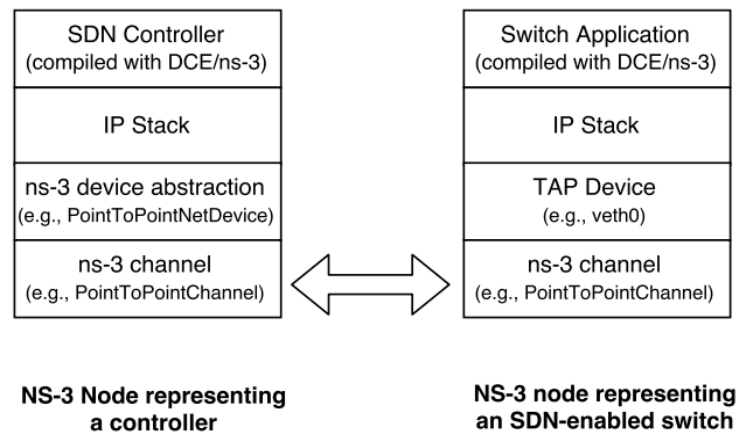 SDN Controller
(compiled with DCE/ns-3)
IP Stack
ns-3 device abstraction
(e.g., PointToPointNetDevice)
ns-3 channel
(e.g., PointToPointChannel)
NS-3 Node representing
a controller
Switch Application
(compiled with DCE/ns-3)
IP Stack
TAP Device
(e.g., veth0)
ns-3 channel
(e.g., PointToPointChannel)
NS-3 node representing
an SDN-enabled switch